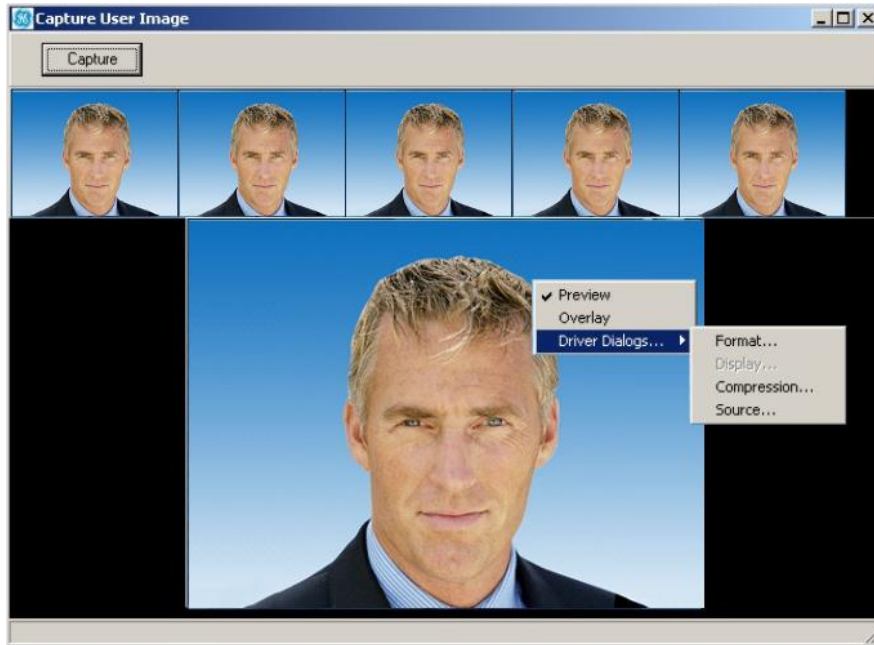 Capture User Image
Capture
Preview
Overlay
Driver Dialogs...
Format...
Display...
Compression...
Source...